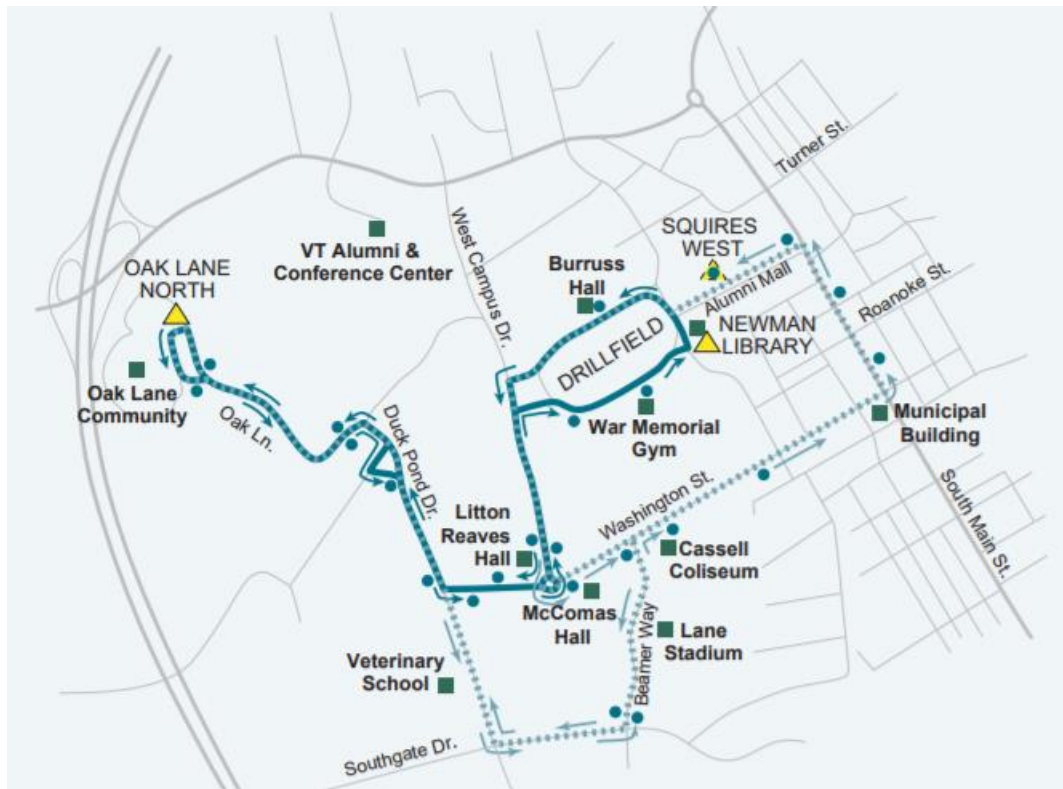 Turner St.
SQUIRES
WEST
West Campus Dr.
VT Alumni &
Conference Center
OAK LANE
NORTH
Burruss
Hall
Alumni Mall
Roanoke St.
DRILLFIELD
NEWMAN
LIBRARY
Oak Lane
Community
Oak Ln.
Duck Pond Dr.
War Memorial
Gym
Municipal
Building
South Main St.
Washington St.
Litton
Reaves
Hall
Cassell
Coliseum
McComas
Hall
Beamer Way
Lane
Stadium
Veterinary
School
Southgate Dr.